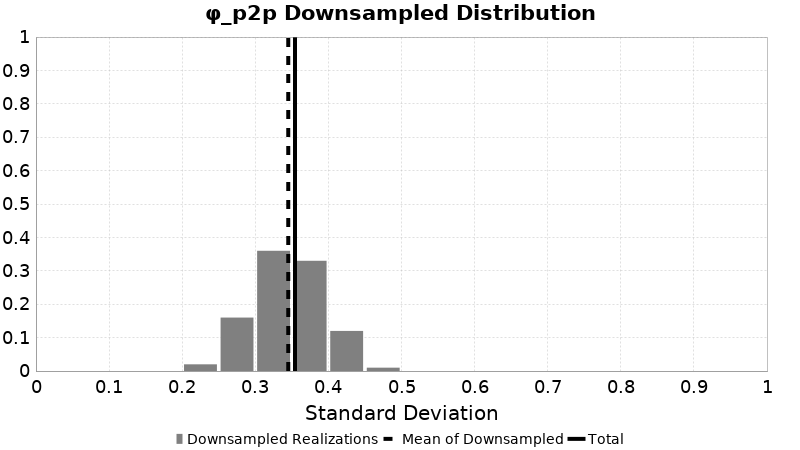 φ_p2p Downsampled Distribution
1
0.9
0.8
0.7
0.6
0.5
0.4
0.3
0.2
0.1
0
0 0.1 0.2 0.3 0.4 0.5 0.6 0.7 0.8 0.9 1
Standard Deviation
Downsampled Realizations Mean of Downsampled Total